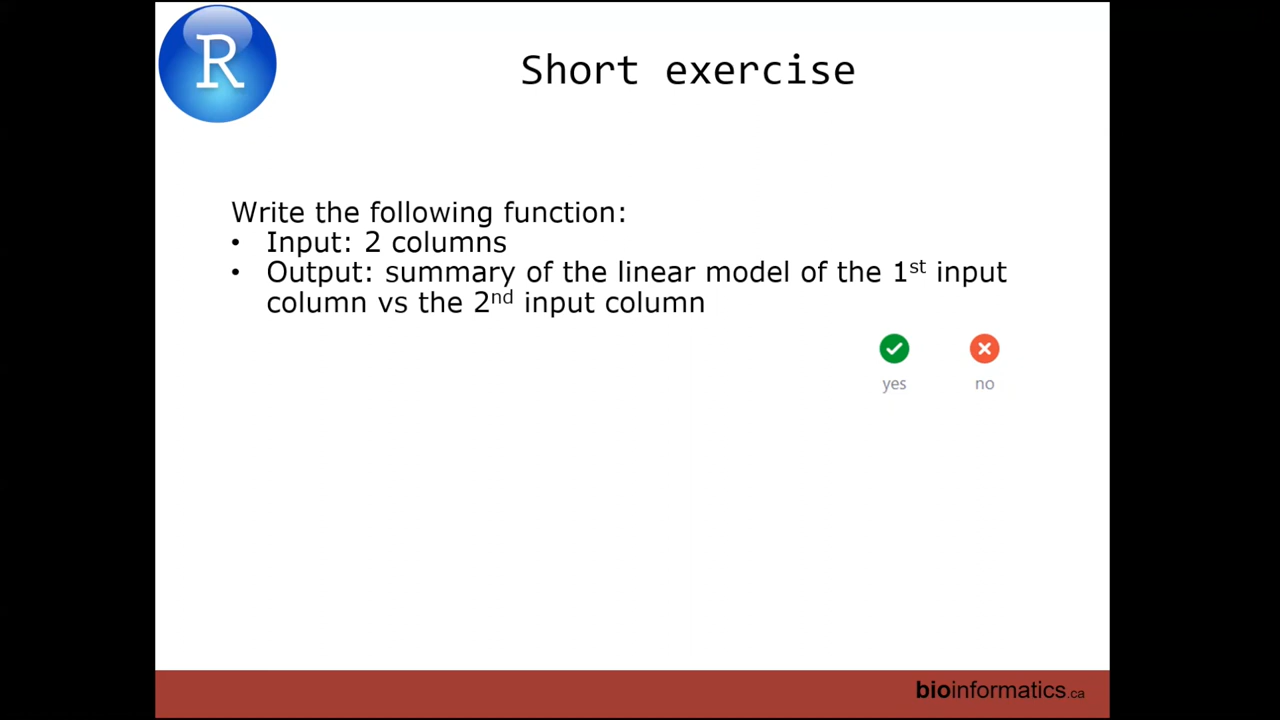 R
Short exercise
Write the following function:
• Input: 2 columns
• Output: summary of the linear model of the 1st input
column vs the 2nd input column
yes no
bioinformatics.ca